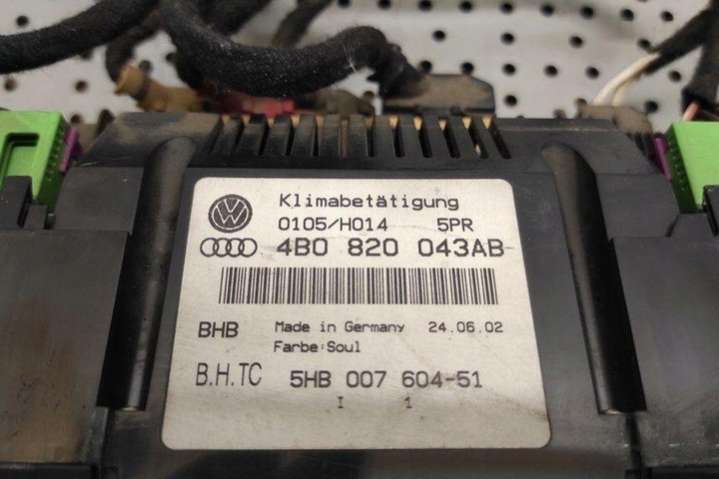 Klimabetätigung
0105/H014 5PR
4B0 820 043AB
BHB Made in Germany 24.06.02
Farbe:Soul
B.H.TC 5HB 007 604-51
I 1